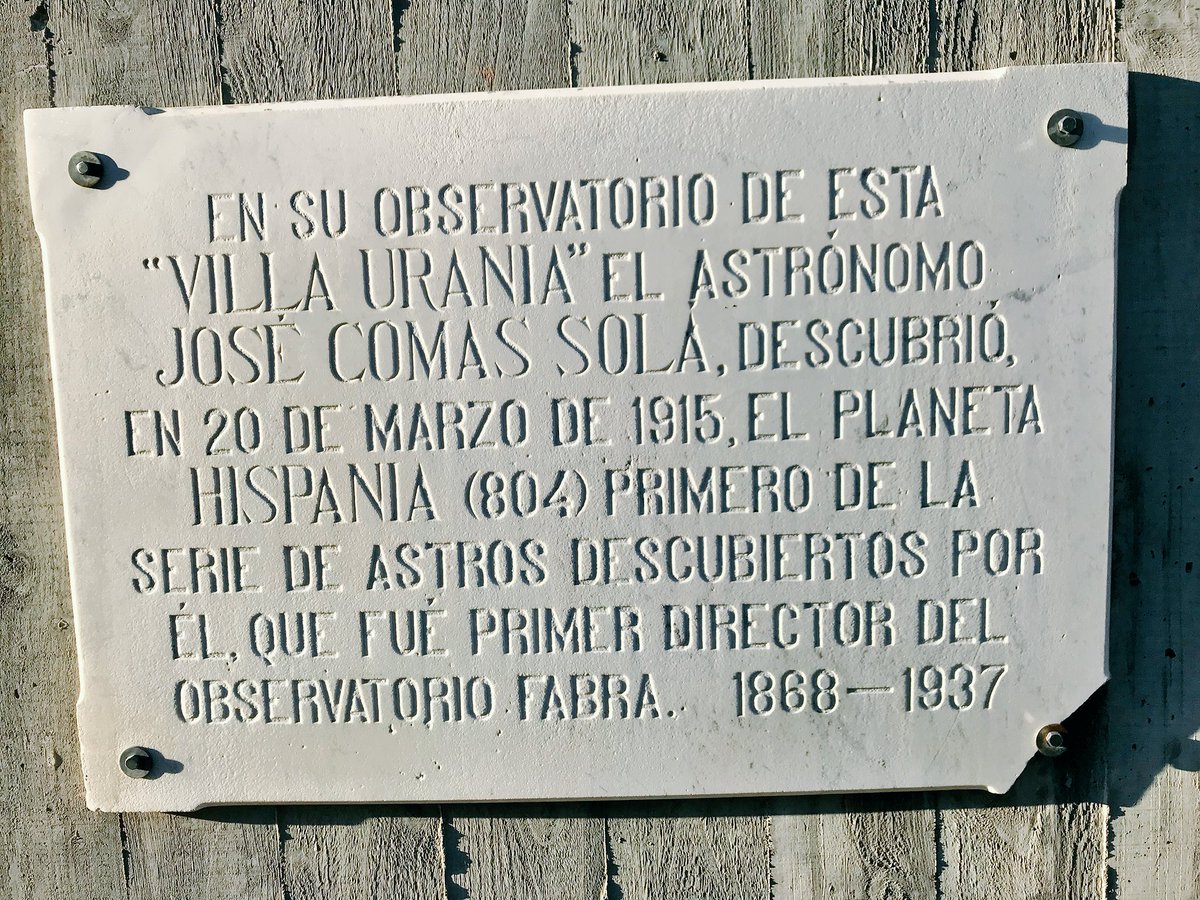 EN SU OBSERVATORIO DE ESTA
“VILLA URANIA” EL ASTRÓNOMO
JOSÉ COMAS SOLÁ, DESCUBRIÓ,
EN 20 DE MARZO DE 1915, EL PLANETA
HISPANIA (804) PRIMERO DE LA
SERIE DE ASTROS DESCUBIERTOS POR
ÉL, QUE FUÉ PRIMER DIRECTOR DEL
OBSERVATORIO FABRA. 1868—1937